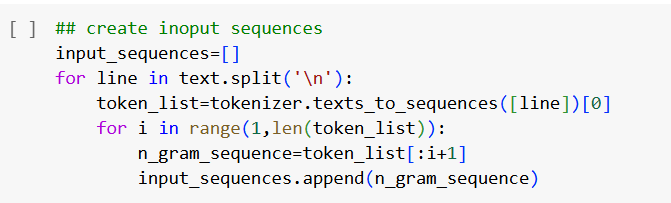 [ ] ## create inoput sequences
input_sequences=[]
for line in text.split('\n'):
    token_list=tokenizer.texts_to_sequences([line])[0]
    for i in range(1,len(token_list)):
        n_gram_sequence=token_list[:i+1]
        input_sequences.append(n_gram_sequence)